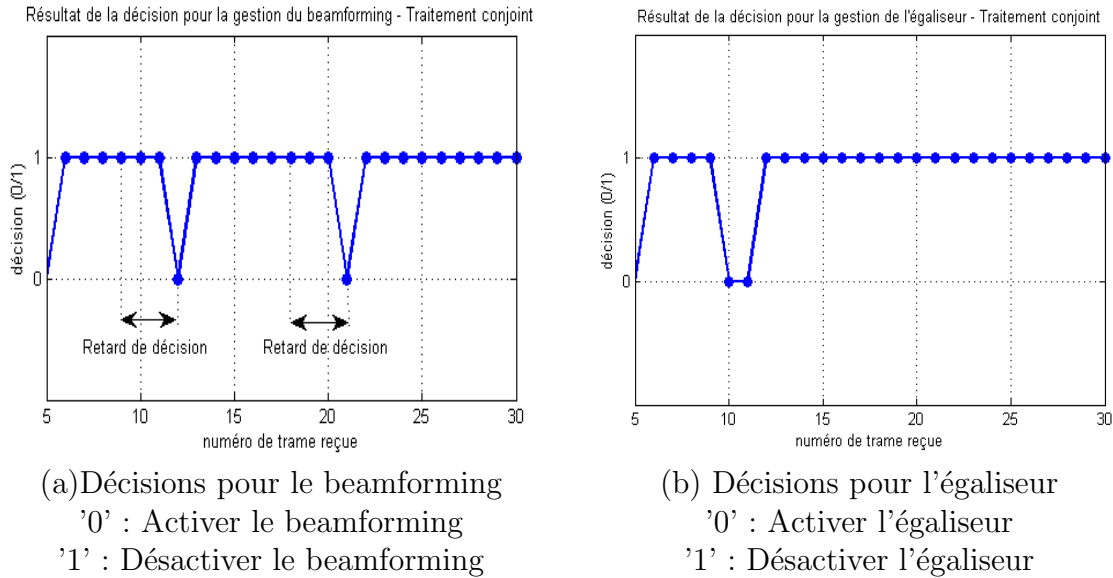 Résultat de la décision pour la gestion du beamforming - Traitement conjoint
décision (0/1)
1
0
Retard de décision
Retard de décision
5
10
15
20
25
30
numéro de trame reçue
(a)Décisions pour le beamforming
'0' : Activer le beamforming
'1' : Désactiver le beamforming
Résultat de la décision pour la gestion de l'égaliseur - Traitement conjoint
décision (0/1)
1
0
5
10
15
20
25
30
numéro de trame reçue
(b) Décisions pour l'égaliseur
'0' : Activer l'égaliseur
'1' : Désactiver l'égaliseur